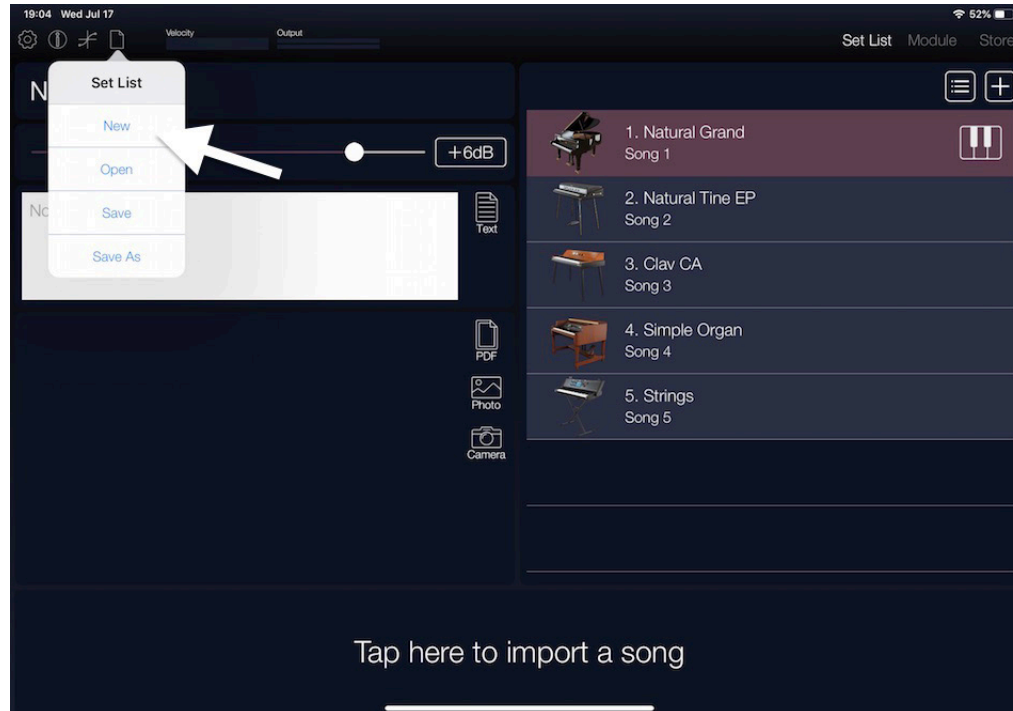 19:04 Wed Jul 17
52%
Velocity
Output
Set List Module Store
Set List
New
Open
Save
Save As
+6dB
Text
PDF
Photo
Camera
1. Natural Grand
Song 1
2. Natural Tine EP
Song 2
3. Clav CA
Song 3
4. Simple Organ
Song 4
5. Strings
Song 5
Tap here to import a song